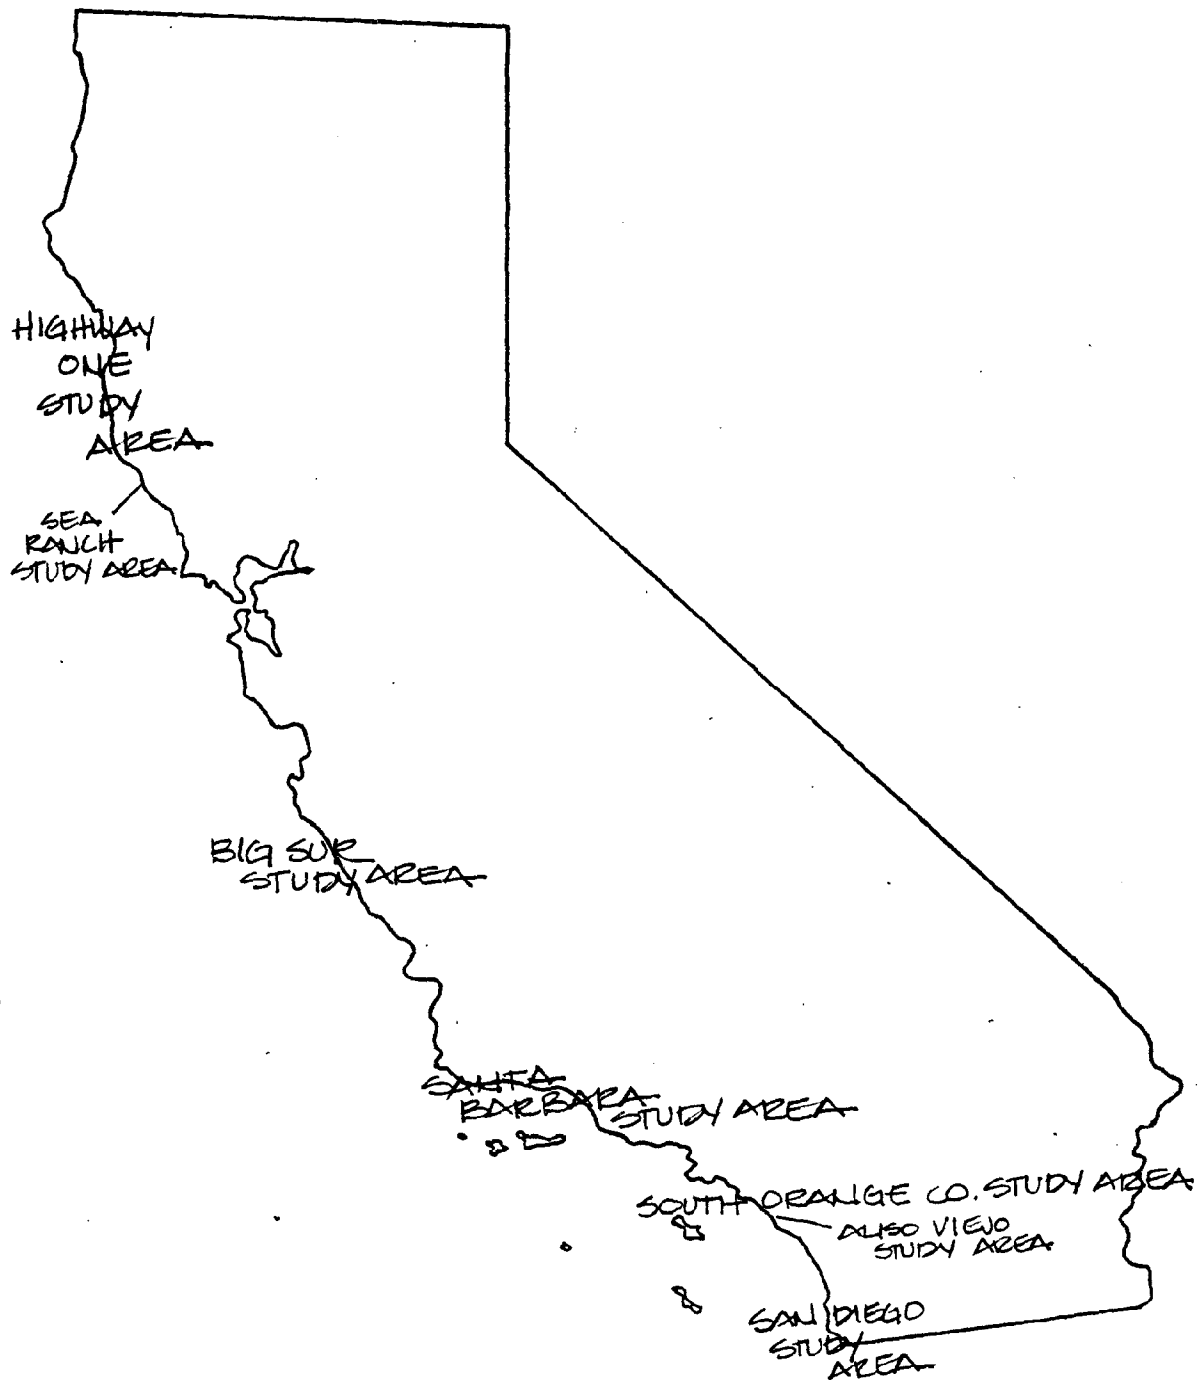 HIGHWAY
ONE
STUDY
AREA
SEA
RANCH
STUDY AREA
BIG SUR
STUDY AREA
SANTA
BARBARA
STUDY AREA
SOUTH ORANGE CO. STUDY AREA
ALISO VIEJO
STUDY AREA
SAN DIEGO
STUDY
AREA